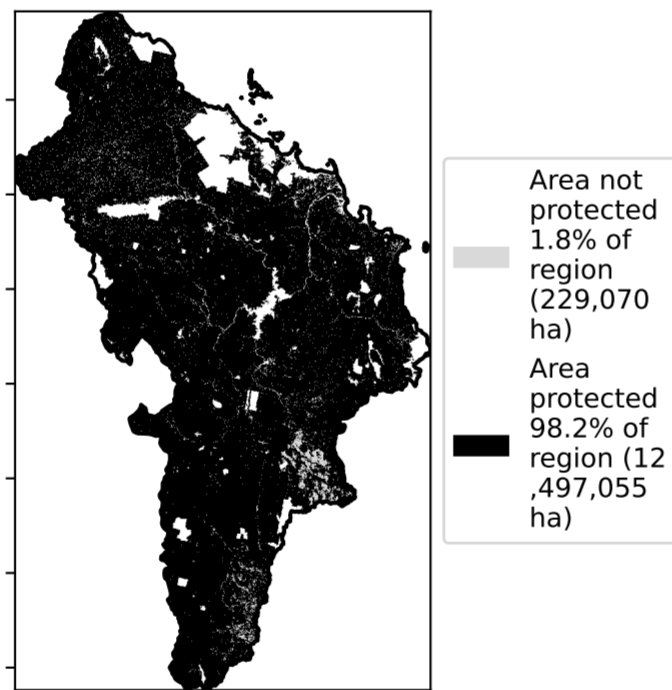 Area not
protected
1.8% of
region
(229,070
ha)
Area
protected
98.2% of
region (12
,497,055
ha)